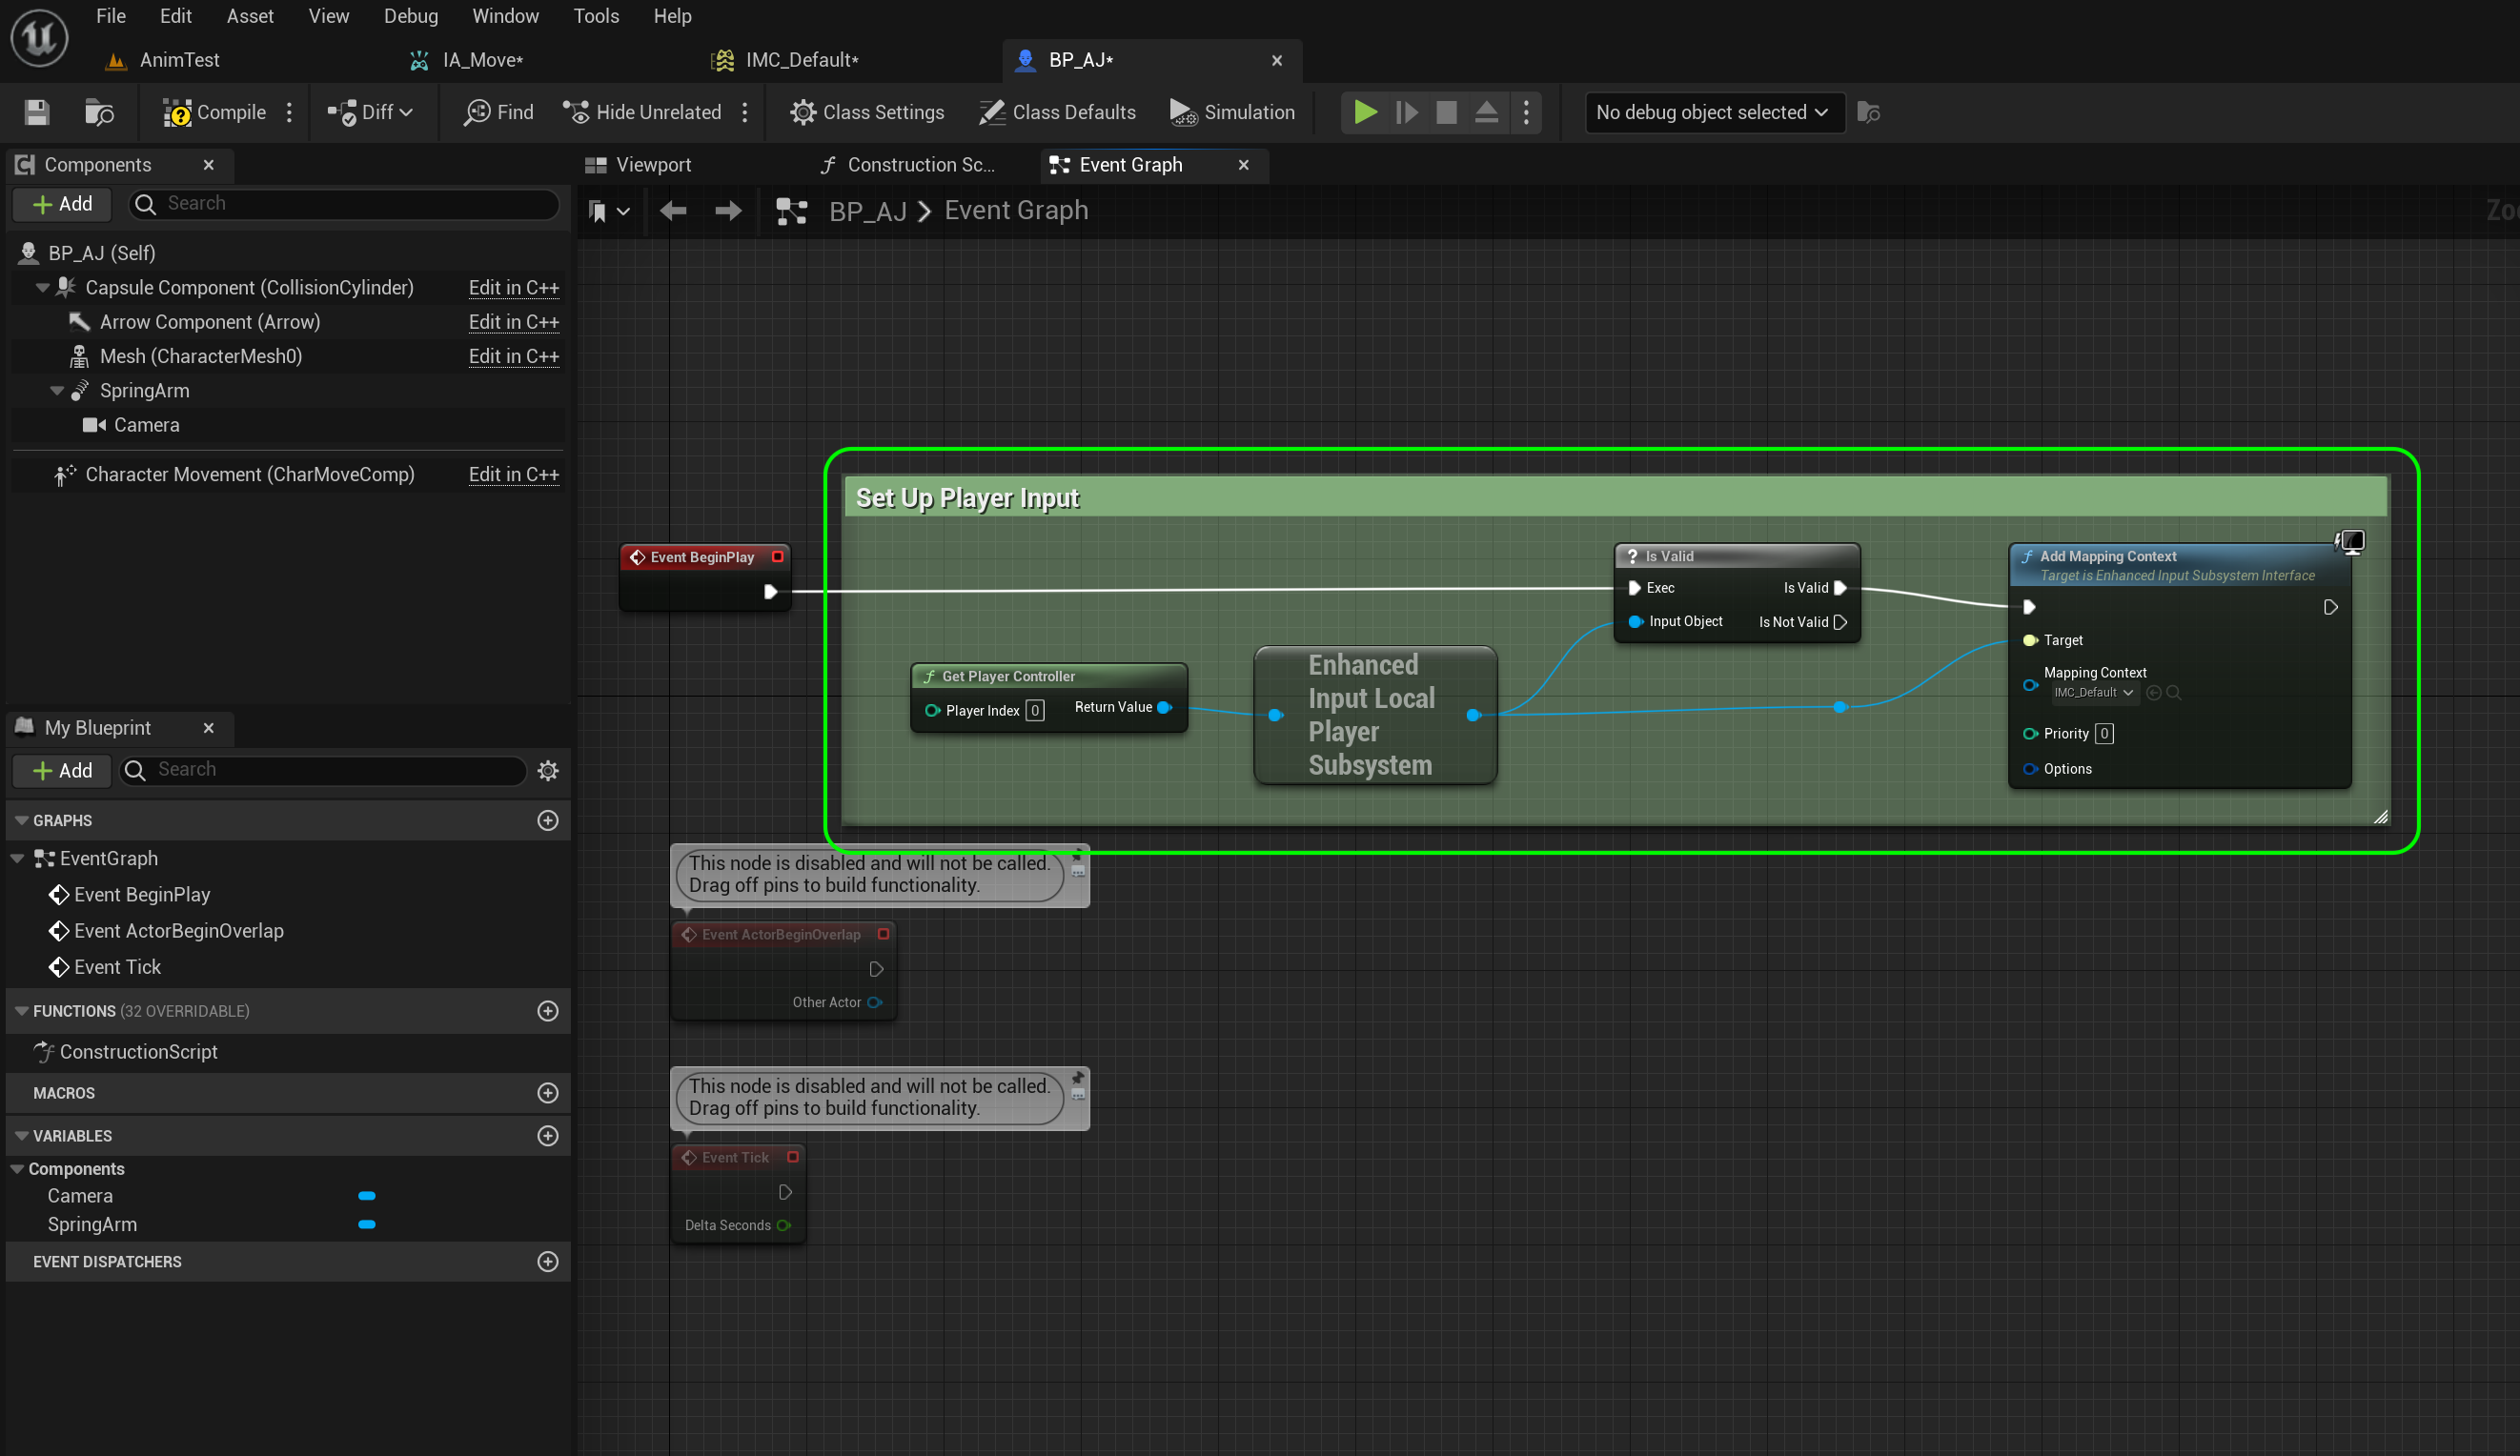 File Edit Asset View Debug Window Tools Help
AnimTest IA_Move* IMC_Default* BP_AJ*
Compile Diff Find Hide Unrelated Class Settings Class Defaults Simulation No debug object selected
Components
Add Search
BP_AJ (Self)
Capsule Component (CollisionCylinder) Edit in C++
Arrow Component (Arrow) Edit in C++
Mesh (CharacterMesh0) Edit in C++
SpringArm
Camera
Character Movement (CharMoveComp) Edit in C++
My Blueprint
Add Search
GRAPHS
EventGraph
Event BeginPlay
Event ActorBeginOverlap
Event Tick
FUNCTIONS (32 OVERRIDABLE)
ConstructionScript
MACROS
VARIABLES
Components
Camera
SpringArm
EVENT DISPATCHERS
Viewport Construction Sc... Event Graph
BP_AJ > Event Graph
Zo
Set Up Player Input
Event BeginPlay
Get Player Controller
Player Index 0 Return Value
Enhanced
Input Local
Player
Subsystem
? Is Valid
Exec Is Valid
Input Object Is Not Valid
Add Mapping Context
Target is Enhanced Input Subsystem Interface
Target
Mapping Context
IMC_Default
Priority 0
Options
This node is disabled and will not be called.
Drag off pins to build functionality.
Event ActorBeginOverlap
Other Actor
This node is disabled and will not be called.
Drag off pins to build functionality.
Event Tick
Delta Seconds